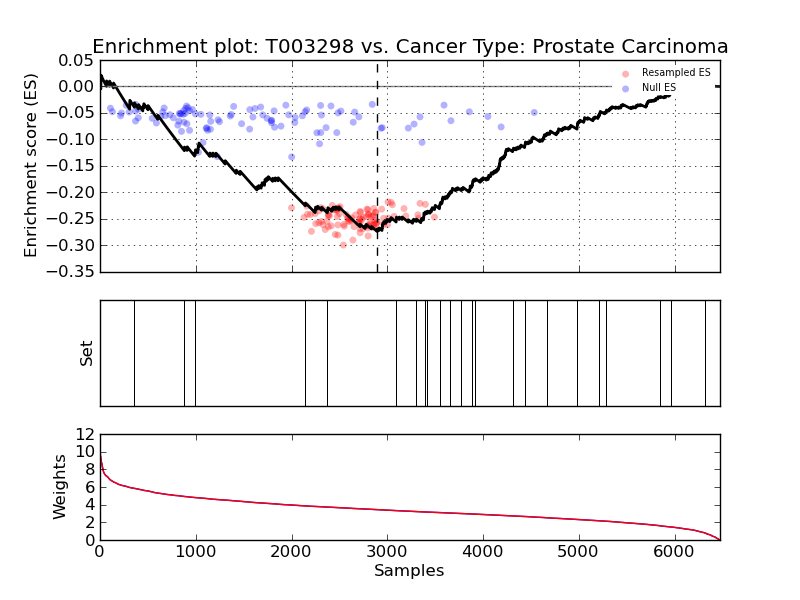 Enrichment plot: T003298 vs. Cancer Type: Prostate Carcinoma
0.05
0.00
−0.05
−0.10
−0.15
−0.20
−0.25
−0.30
−0.35
Enrichment score (ES)
Resampled ES
Null ES
Set
12
10
8
6
4
2
0
Weights
0 1000 2000 3000 4000 5000 6000
Samples